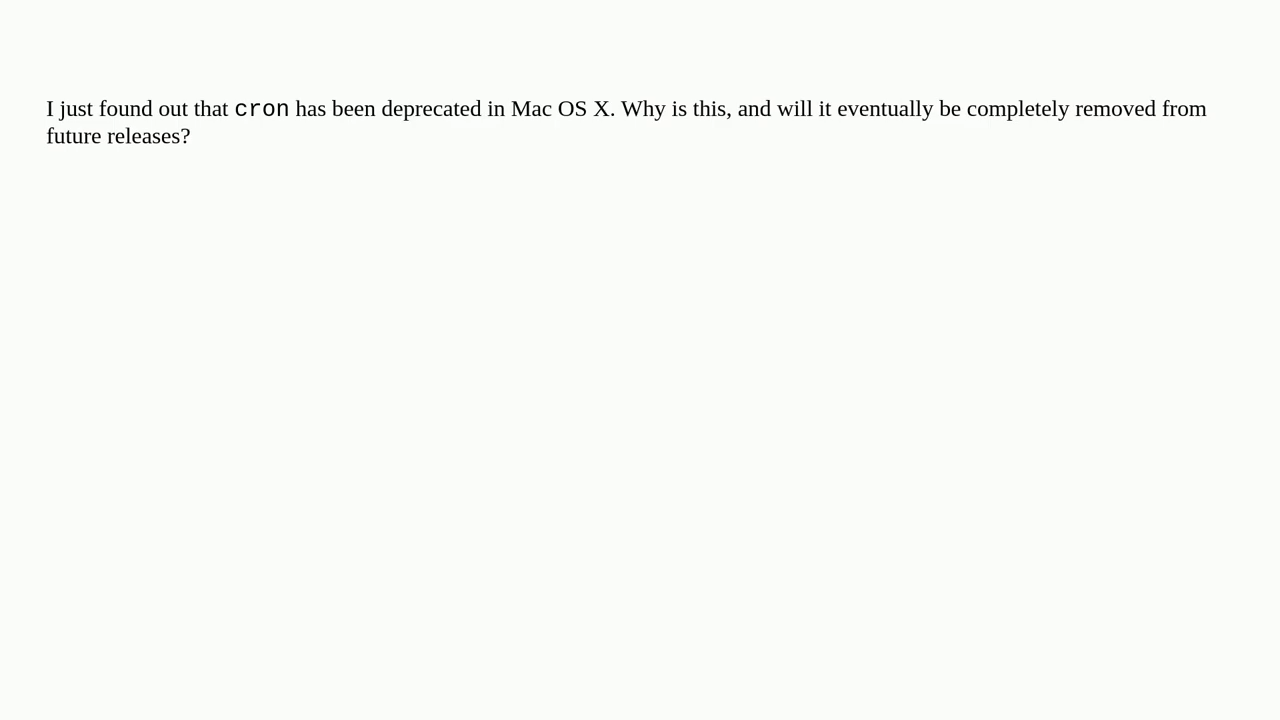 I just found out that cron has been deprecated in Mac OS X. Why is this, and will it eventually be completely removed from
future releases?